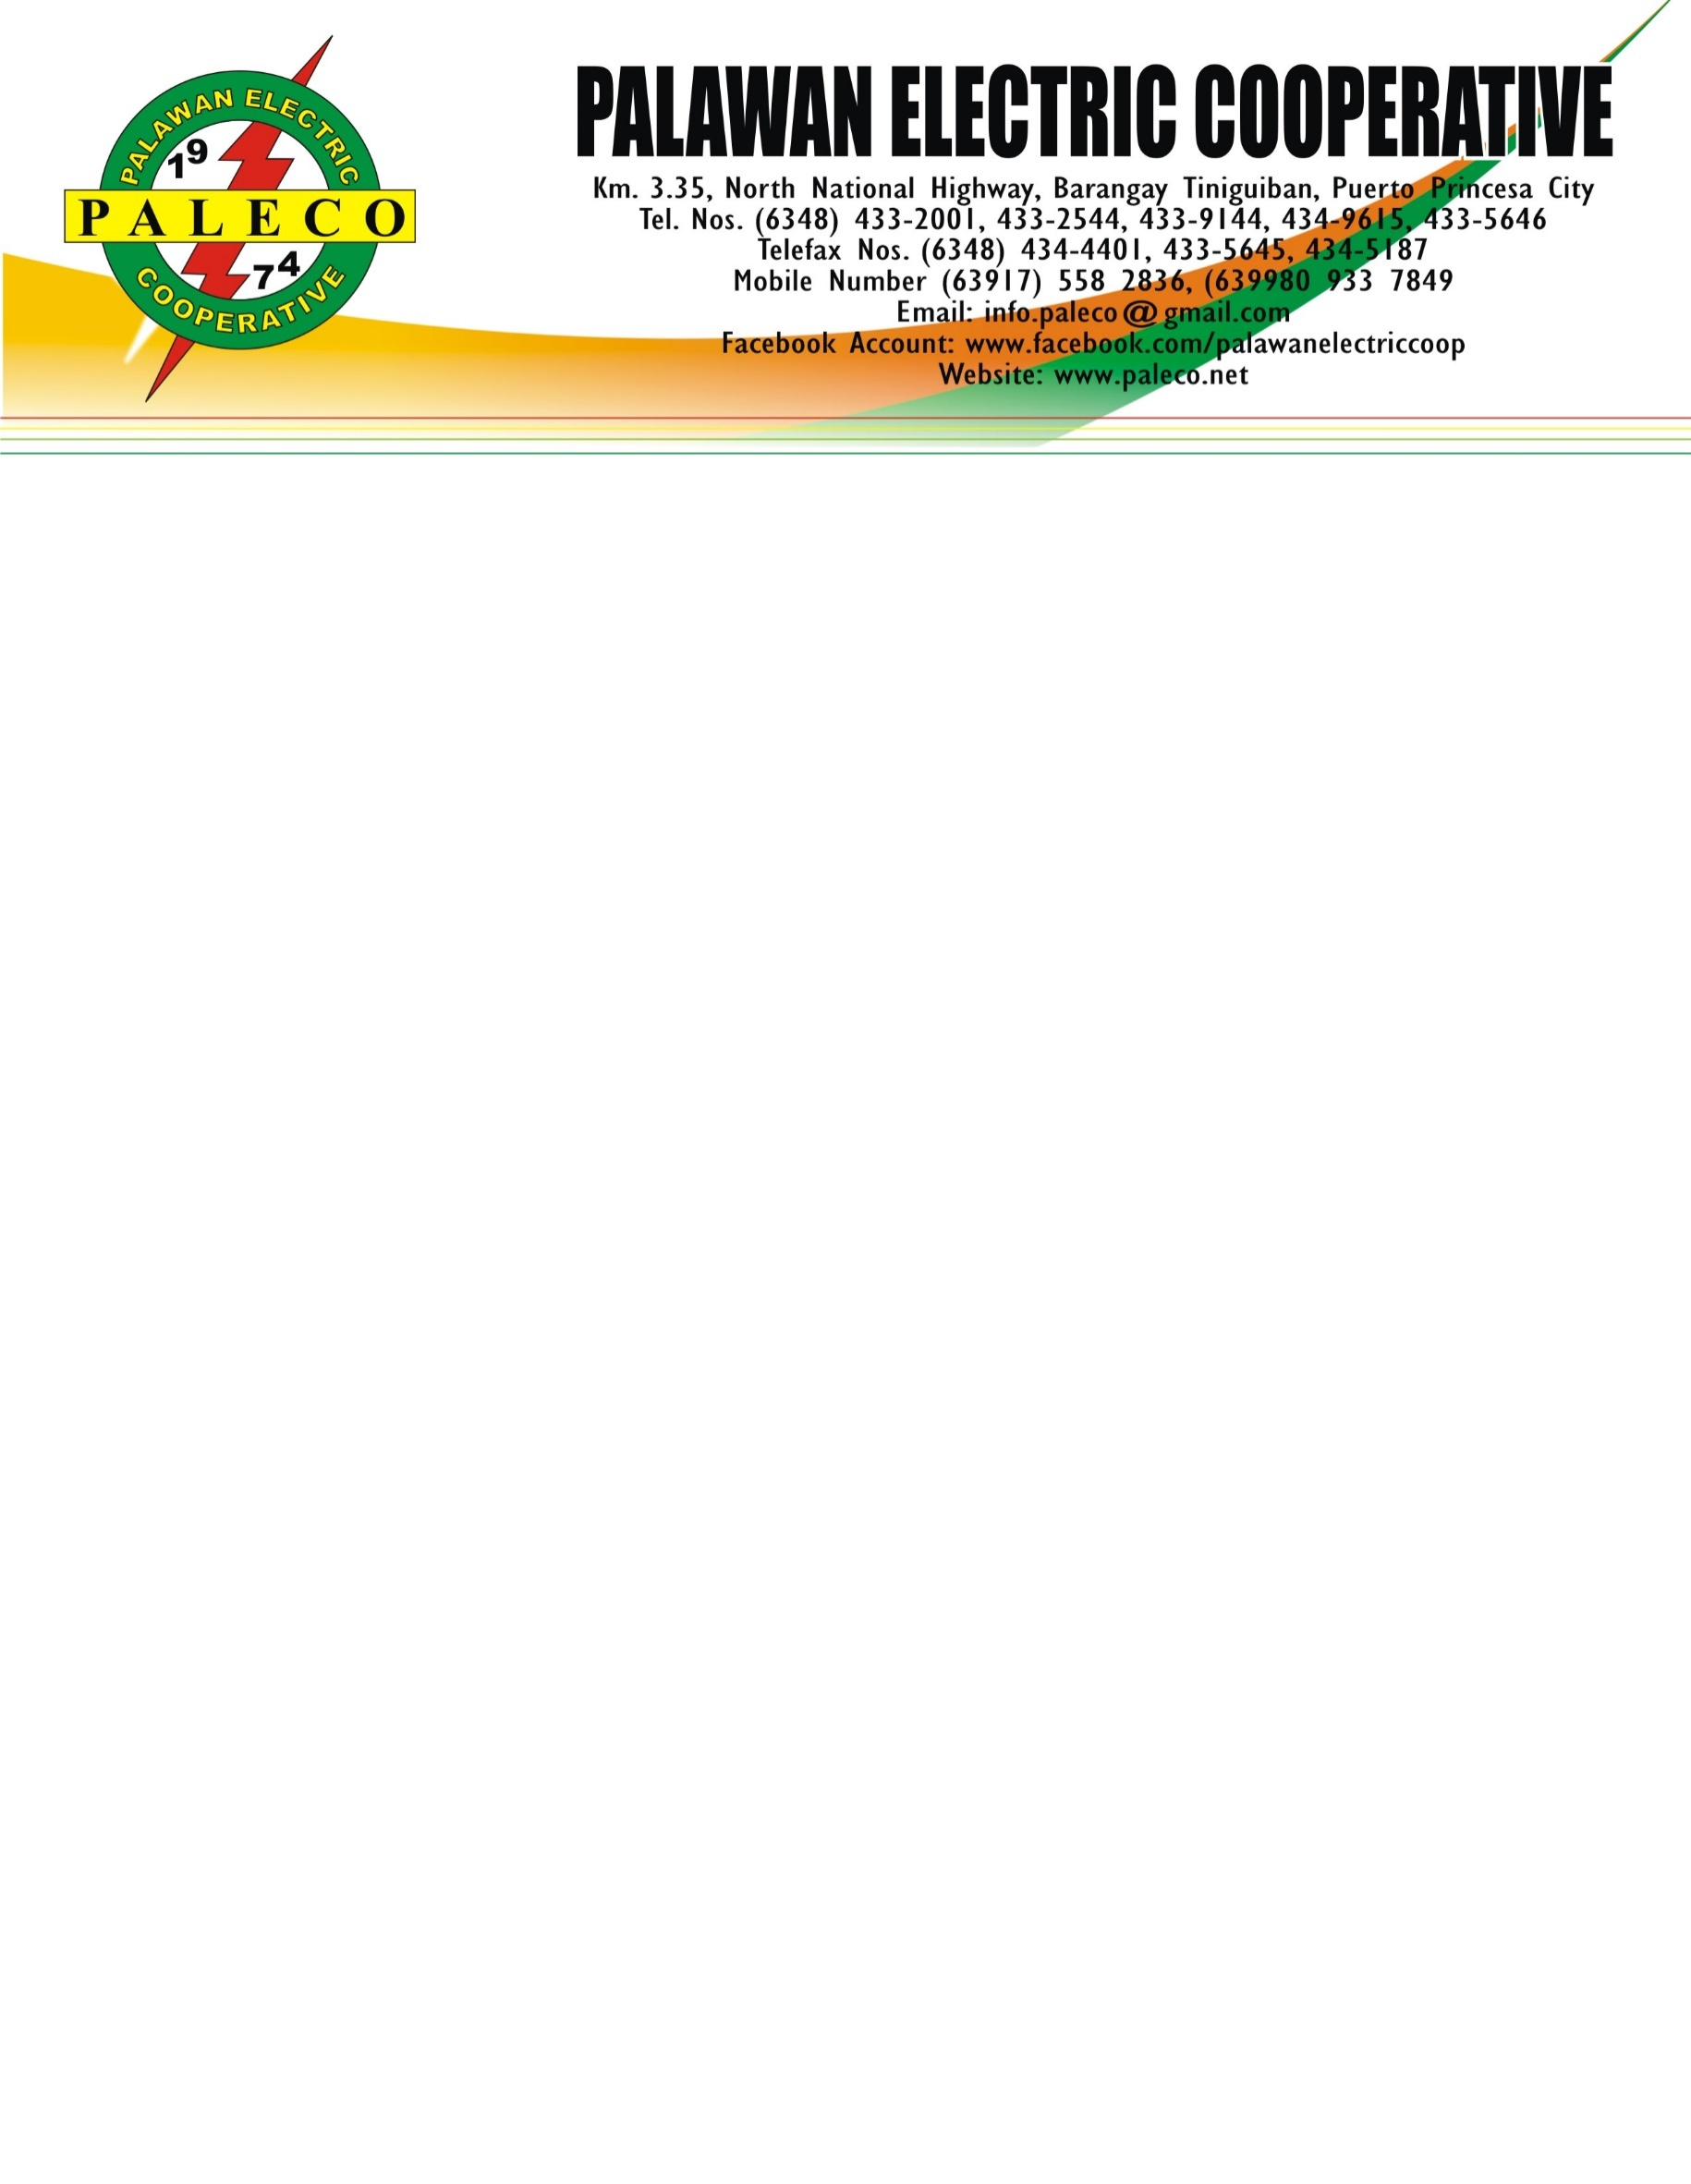 PALAWAN ELECTRIC
19
PALECO
74
COOPERATIVE
PALAWAN ELECTRIC COOPERATIVE
Km. 3.35, North National Highway, Barangay Tiniguiban, Puerto Princesa City
Tel. Nos. (6348) 433-2001, 433-2544, 433-9144, 434-9615, 433-5646
Telefax Nos. (6348) 434-4401, 433-5645, 434-5187
Mobile Number (63917) 558 2836, (639980 933 7849
Email: info.paleco@gmail.com
Facebook Account: www.facebook.com/palawanelectriccoop
Website: www.paleco.net